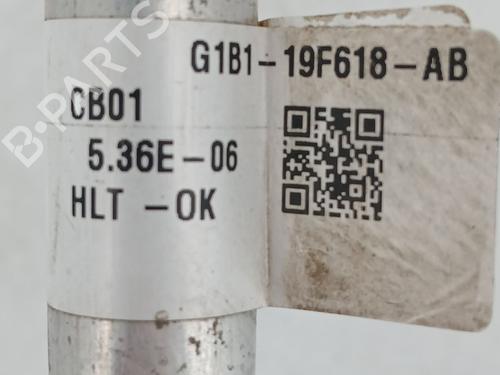 G1B1-19F618-AB
CB01
5.36E-06
HLT -OK
B-PARTS